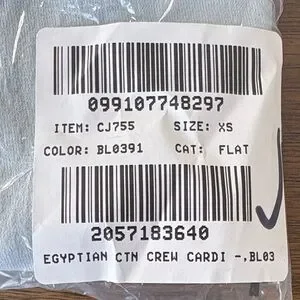 099107748297
ITEM: CJ755 SIZE: XS
COLOR: BL0391 CAT: FLAT
2057183640
EGYPTIAN CTN CREW CARDI -,BL03